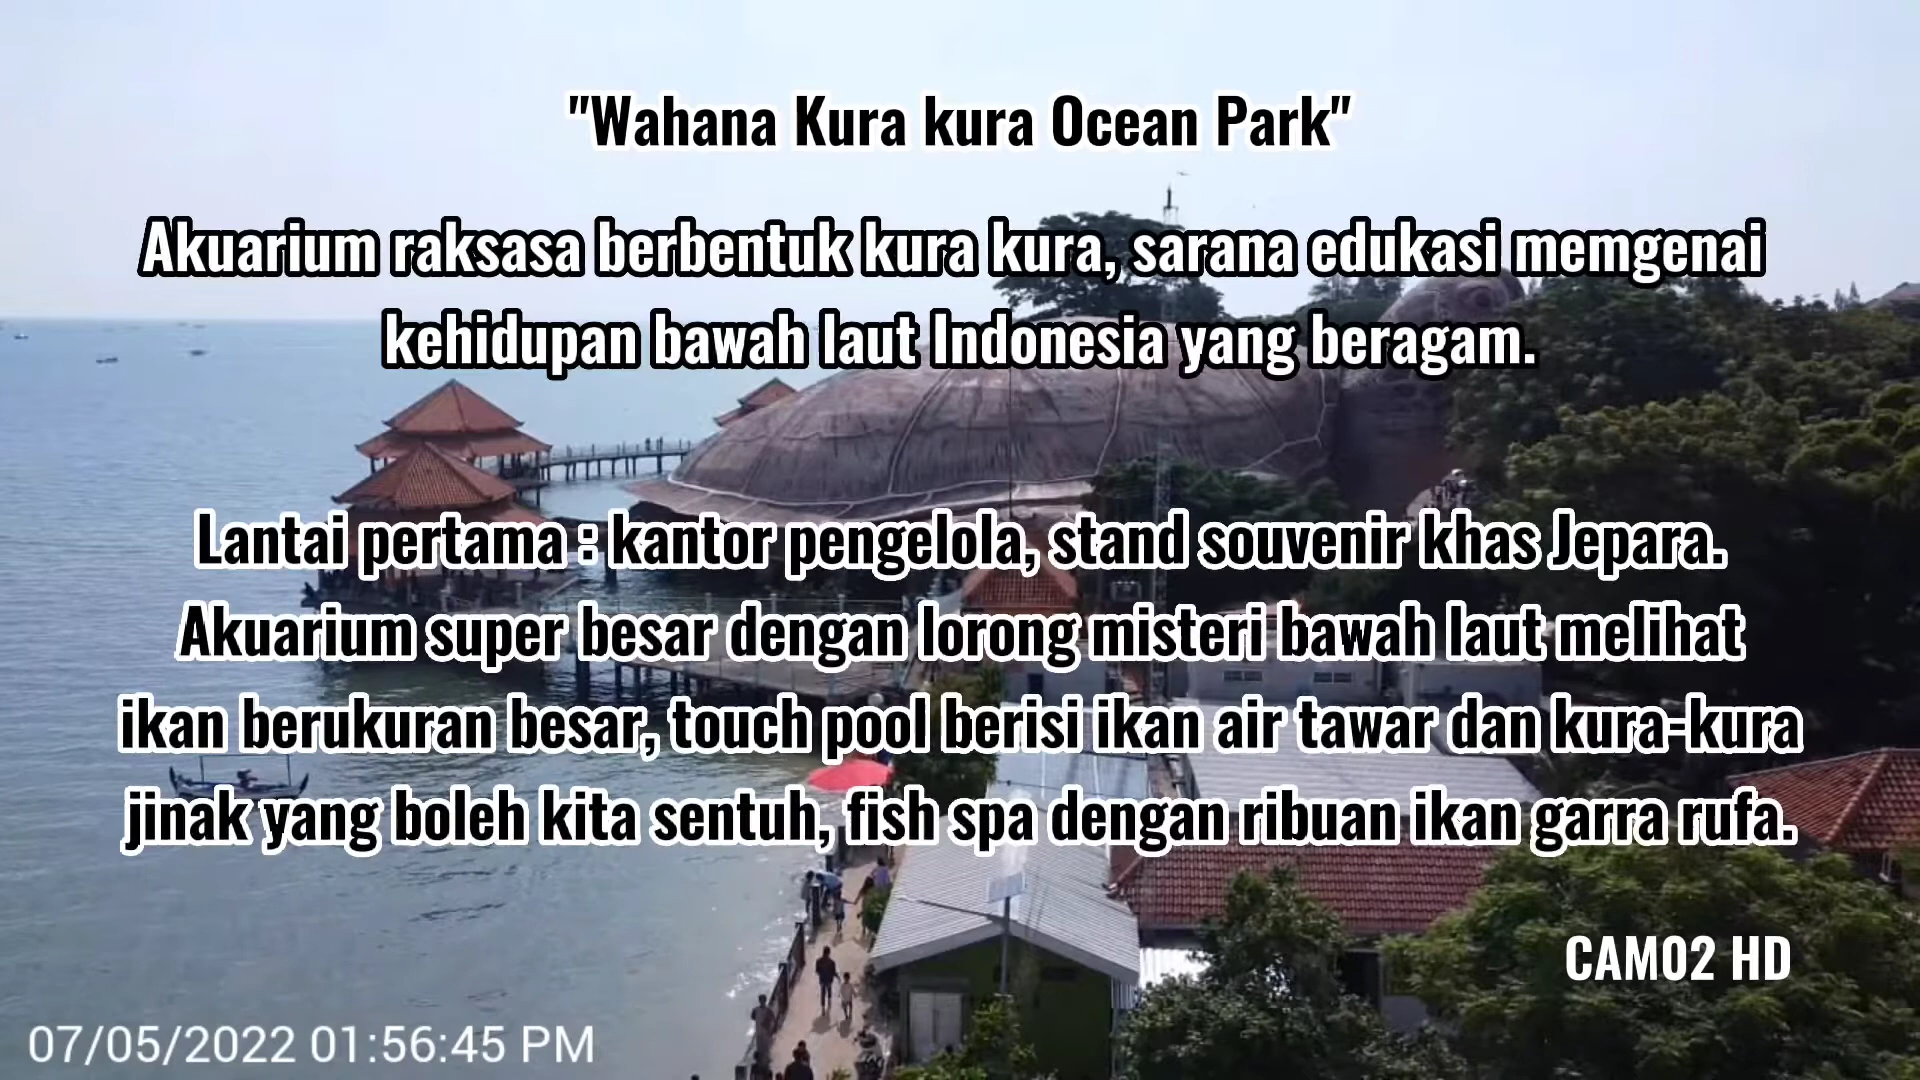 "Wahana Kura kura Ocean Park"
Akuarium raksasa berbentuk kura kura, sarana edukasi memgenai
kehidupan bawah laut Indonesia yang beragam.
Lantai pertama : kantor pengelola, stand souvenir khas Jepara.
Akuarium super besar dengan lorong misteri bawah laut melihat
ikan berukuran besar, touch pool berisi ikan air tawar dan kura-kura
jinak yang boleh kita sentuh, fish spa dengan ribuan ikan garra rufa.
CAM02 HD
07/05/2022 01:56:45 PM